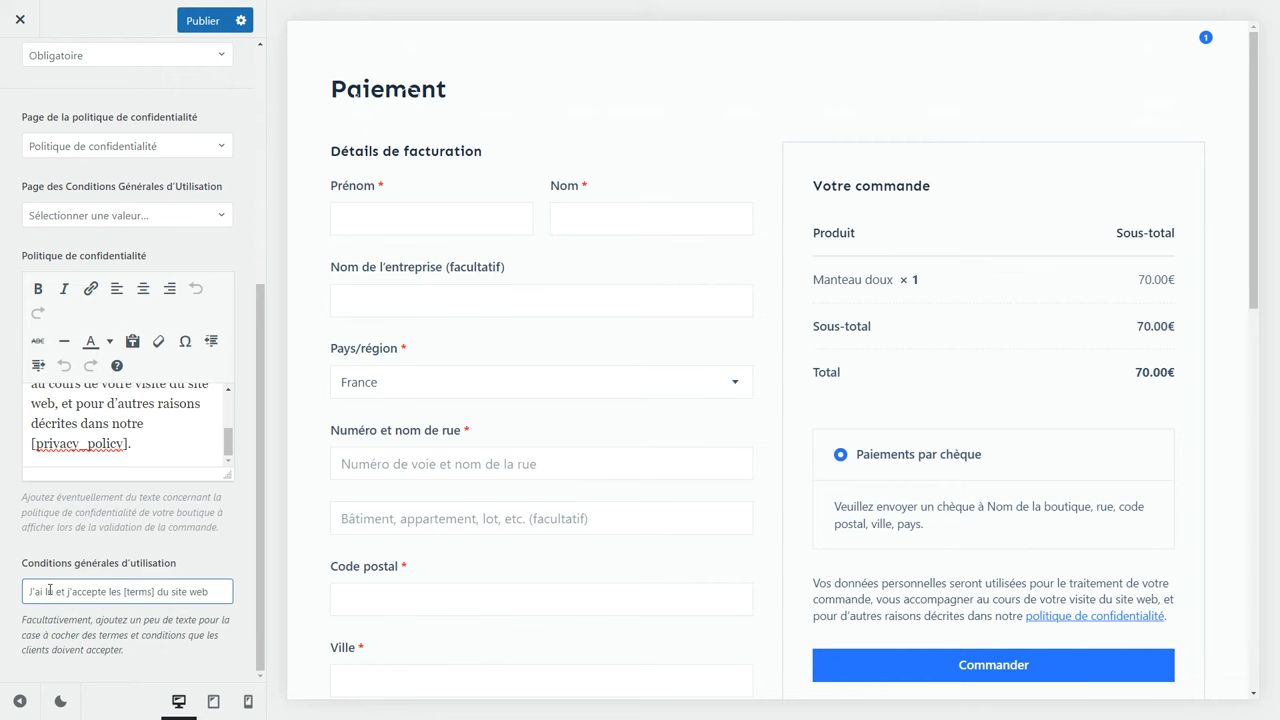 Publier
Obligatoire
Page de la politique de confidentialité
Politique de confidentialité
Page des Conditions Générales d'Utilisation
Sélectionner une valeur...
Politique de confidentialité
B I
ABC A Ω
au cours de votre visite du site
web, et pour d'autres raisons
décrites dans notre
[privacy_policy].
Ajoutez éventuellement du texte concernant la
politique de confidentialité de votre boutique à
afficher lors de la validation de la commande.
Conditions générales d'utilisation
J'ai lu et j'accepte les [terms] du site web
Facultativement, ajoutez un peu de texte pour la
case à cocher des termes et conditions que les
clients doivent accepter.
1
Paiement
Détails de facturation
Prénom *
Nom *
Nom de l'entreprise (facultatif)
Pays/région *
France
Numéro et nom de rue *
Numéro de voie et nom de la rue
Bâtiment, appartement, lot, etc. (facultatif)
Code postal *
Ville *
Votre commande
Produit Sous-total
Manteau doux × 1 70.00€
Sous-total 70.00€
Total 70.00€
Paiements par chèque
Veuillez envoyer un chèque à Nom de la boutique, rue, code
postal, ville, pays.
Vos données personnelles seront utilisées pour le traitement de votre
commande, vous accompagner au cours de votre visite du site web, et
pour d'autres raisons décrites dans notre politique de confidentialité.
Commander